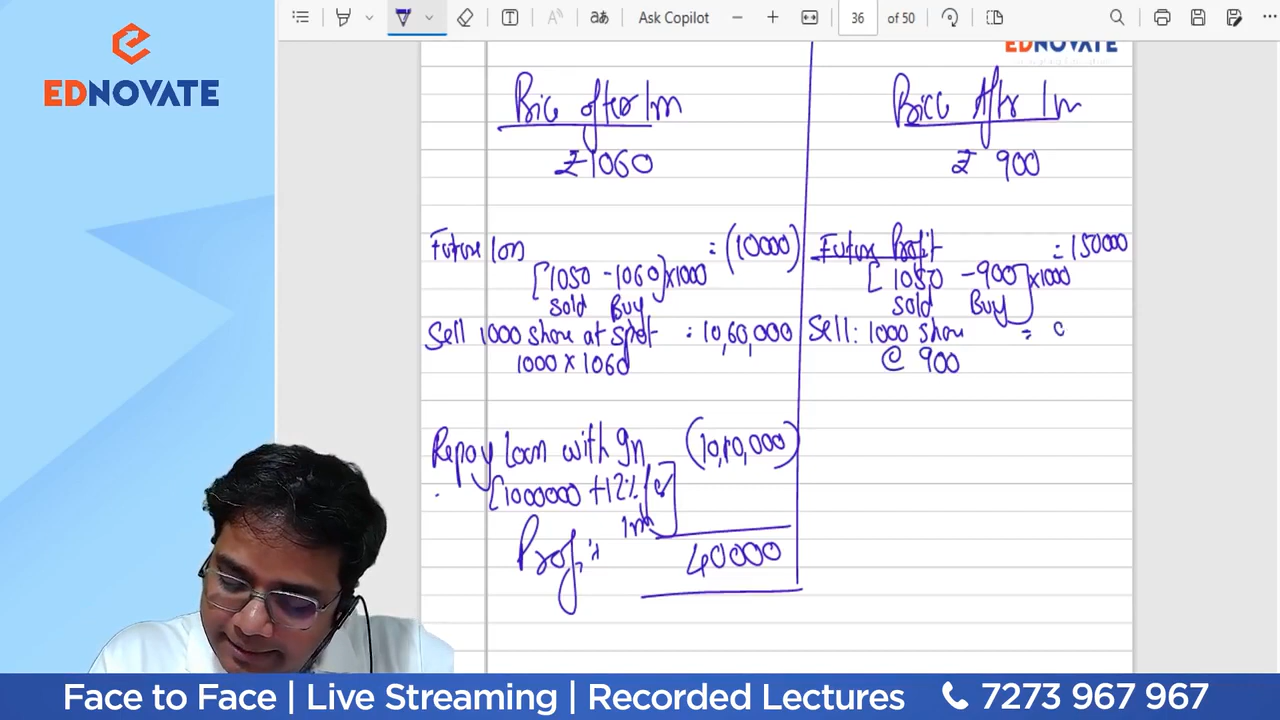 EDNOVATE
Ask Copilot
36 of 50
EDNOVATE
Price after 1m
₹1060
Future loss = (10000)
[1050 - 1060] x 1000
sold Buy
Sell 1000 share at spot = 10,60,000
1000 x 1060
Repay loan with In (10,10,000)
[1000000 + 12% for
1m]
Profit 40000
Price After 1m
₹ 900
Future Profit = 150000
[1050 - 900] x 1000
sold Buy
Sell: 1000 share =
@ 900
Face to Face | Live Streaming | Recorded Lectures 7273 967 967